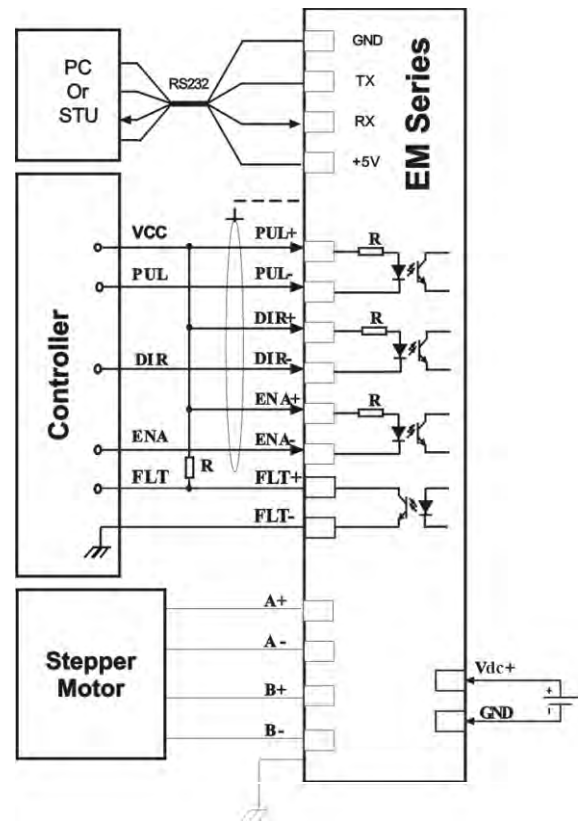 PC
Or
STU
RS232
GND
TX
RX
+5V
EM Series
Controller
VCC
PUL+
R
PUL
PUL-
DIR+
R
DIR
DIR-
ENA+
R
ENA
ENA-
R
FLT
FLT+
FLT-
Stepper
Motor
A+
A-
B+
B-
Vdc+
+
-
GND